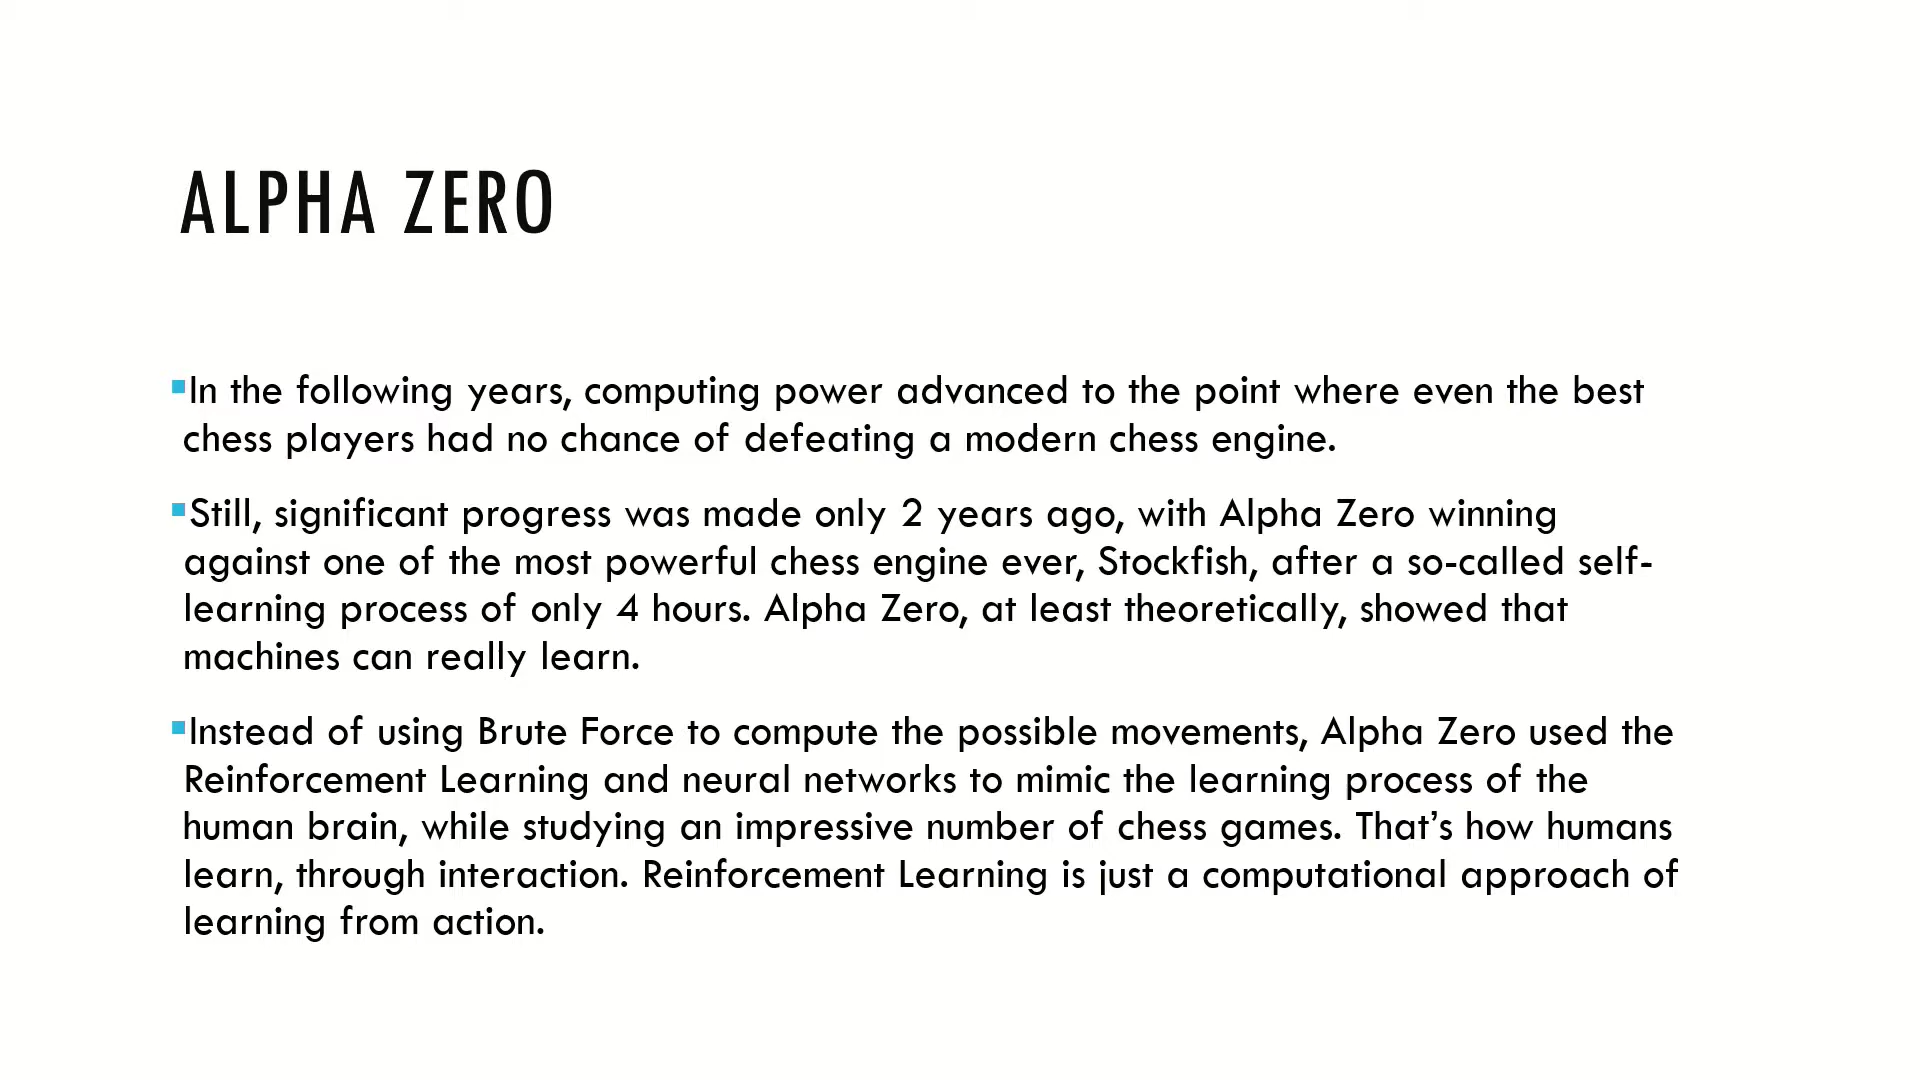 ALPHA ZERO
▪In the following years, computing power advanced to the point where even the best
chess players had no chance of defeating a modern chess engine.
▪Still, significant progress was made only 2 years ago, with Alpha Zero winning
against one of the most powerful chess engine ever, Stockfish, after a so-called self-
learning process of only 4 hours. Alpha Zero, at least theoretically, showed that
machines can really learn.
▪Instead of using Brute Force to compute the possible movements, Alpha Zero used the
Reinforcement Learning and neural networks to mimic the learning process of the
human brain, while studying an impressive number of chess games. That’s how humans
learn, through interaction. Reinforcement Learning is just a computational approach of
learning from action.